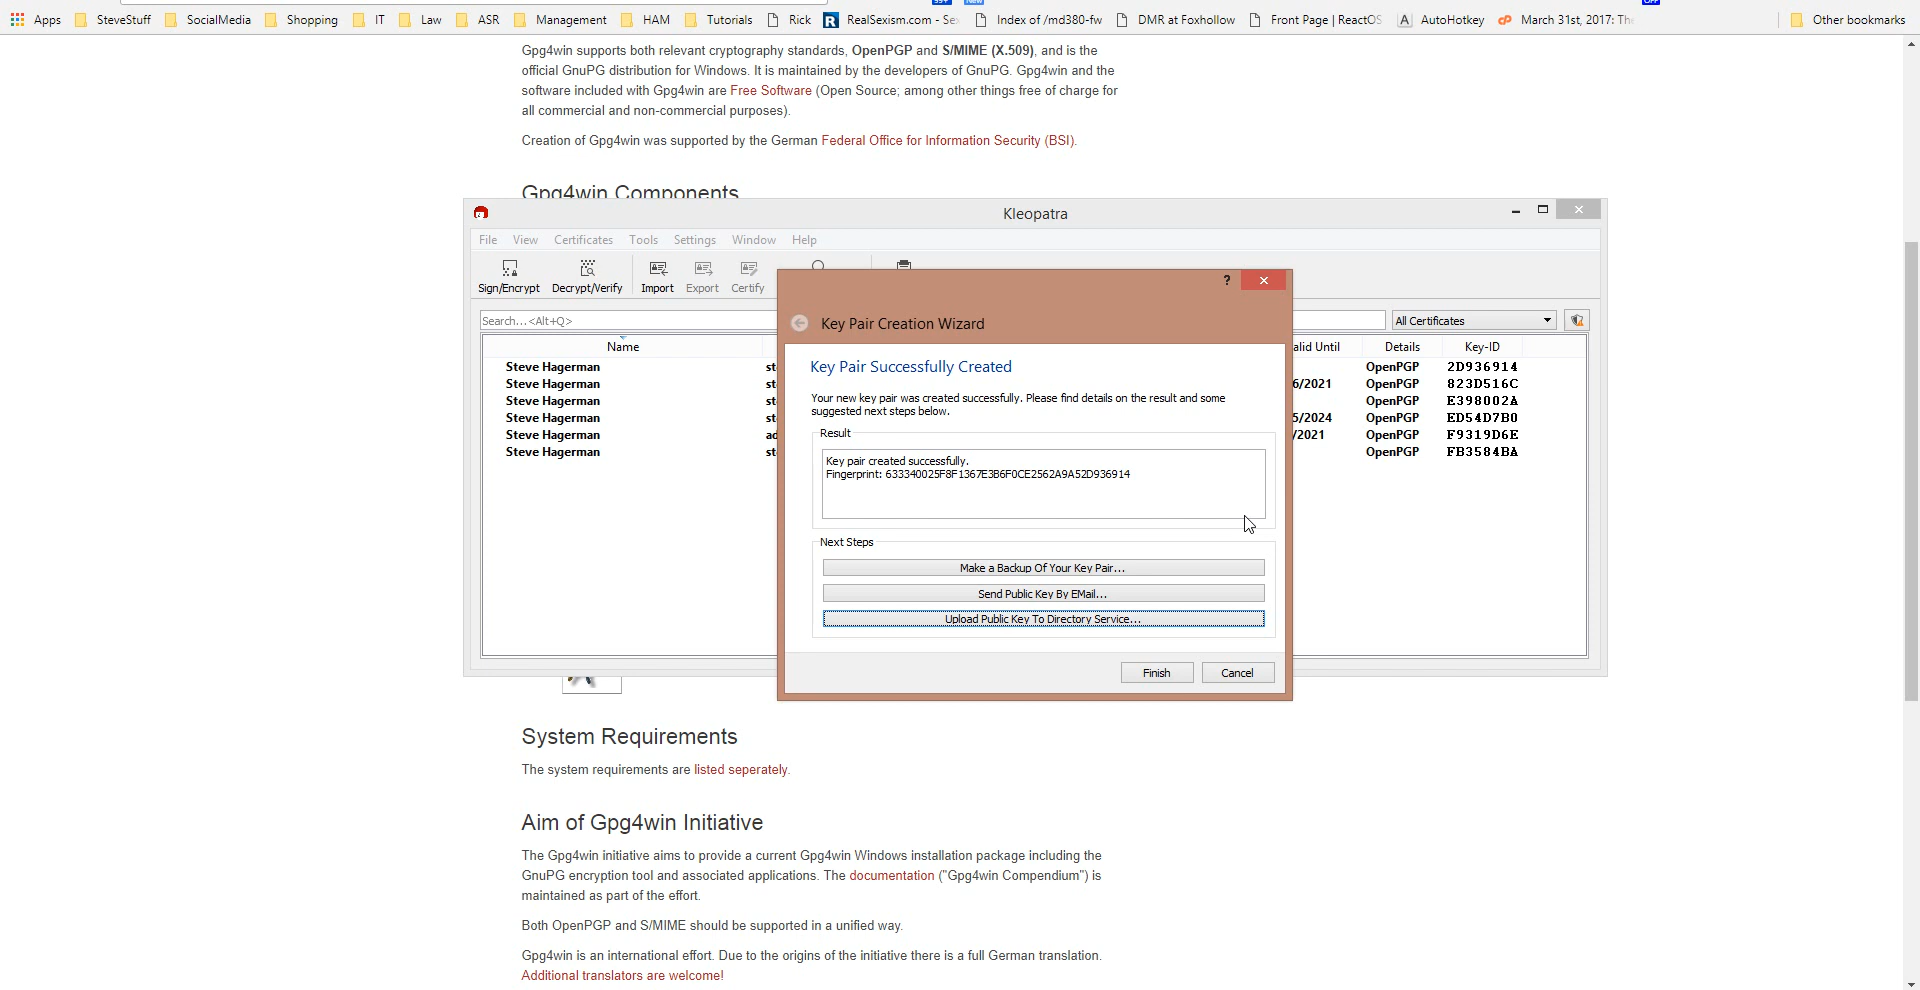 99+
New
OFF
Apps SteveStuff SocialMedia Shopping IT Law ASR Management HAM Tutorials Rick RealSexism.com - Se Index of /md380-fw DMR at Foxhollow Front Page | ReactOS AutoHotkey March 31st, 2017: Th Other bookmarks
Gpg4win supports both relevant cryptography standards, OpenPGP and S/MIME (X.509), and is the
official GnuPG distribution for Windows. It is maintained by the developers of GnuPG. Gpg4win and the
software included with Gpg4win are Free Software (Open Source; among other things free of charge for
all commercial and non-commercial purposes).
Creation of Gpg4win was supported by the German Federal Office for Information Security (BSI).
Gpg4win Components
Kleopatra
File View Certificates Tools Settings Window Help
Sign/Encrypt Decrypt/Verify Import Export Certify
Search...<Alt+Q>
All Certificates
Name alid Until Details Key-ID
Steve Hagerman st OpenPGP 2D936914
Steve Hagerman st 6/2021 OpenPGP 823D516C
Steve Hagerman st OpenPGP E398002A
Steve Hagerman st 5/2024 OpenPGP ED54D7B0
Steve Hagerman ad /2021 OpenPGP F9319D6E
Steve Hagerman st OpenPGP FB3584BA
Key Pair Creation Wizard
Key Pair Successfully Created
Your new key pair was created successfully. Please find details on the result and some
suggested next steps below.
Result
Key pair created successfully.
Fingerprint: 633340025F8F1367E3B6F0CE2562A9A52D936914
Next Steps
Make a Backup Of Your Key Pair...
Send Public Key By EMail...
Upload Public Key To Directory Service...
Finish Cancel
System Requirements
The system requirements are listed seperately.
Aim of Gpg4win Initiative
The Gpg4win initiative aims to provide a current Gpg4win Windows installation package including the
GnuPG encryption tool and associated applications. The documentation ("Gpg4win Compendium") is
maintained as part of the effort.
Both OpenPGP and S/MIME should be supported in a unified way.
Gpg4win is an international effort. Due to the origins of the initiative there is a full German translation.
Additional translators are welcome!